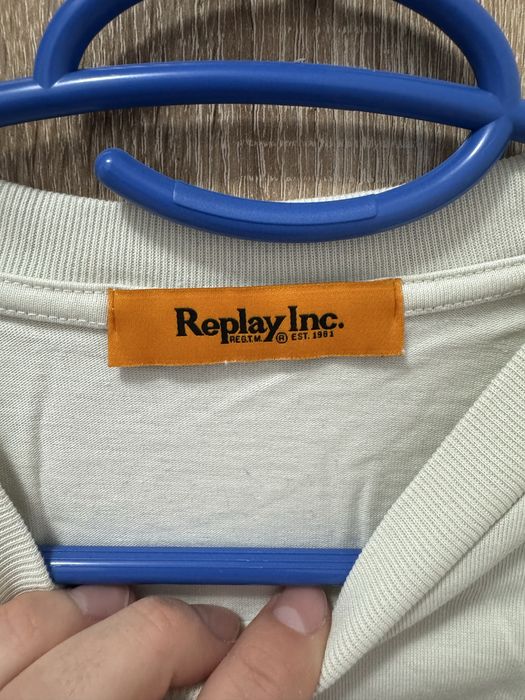 Replay Inc.
REG.T.M. ® EST. 1981